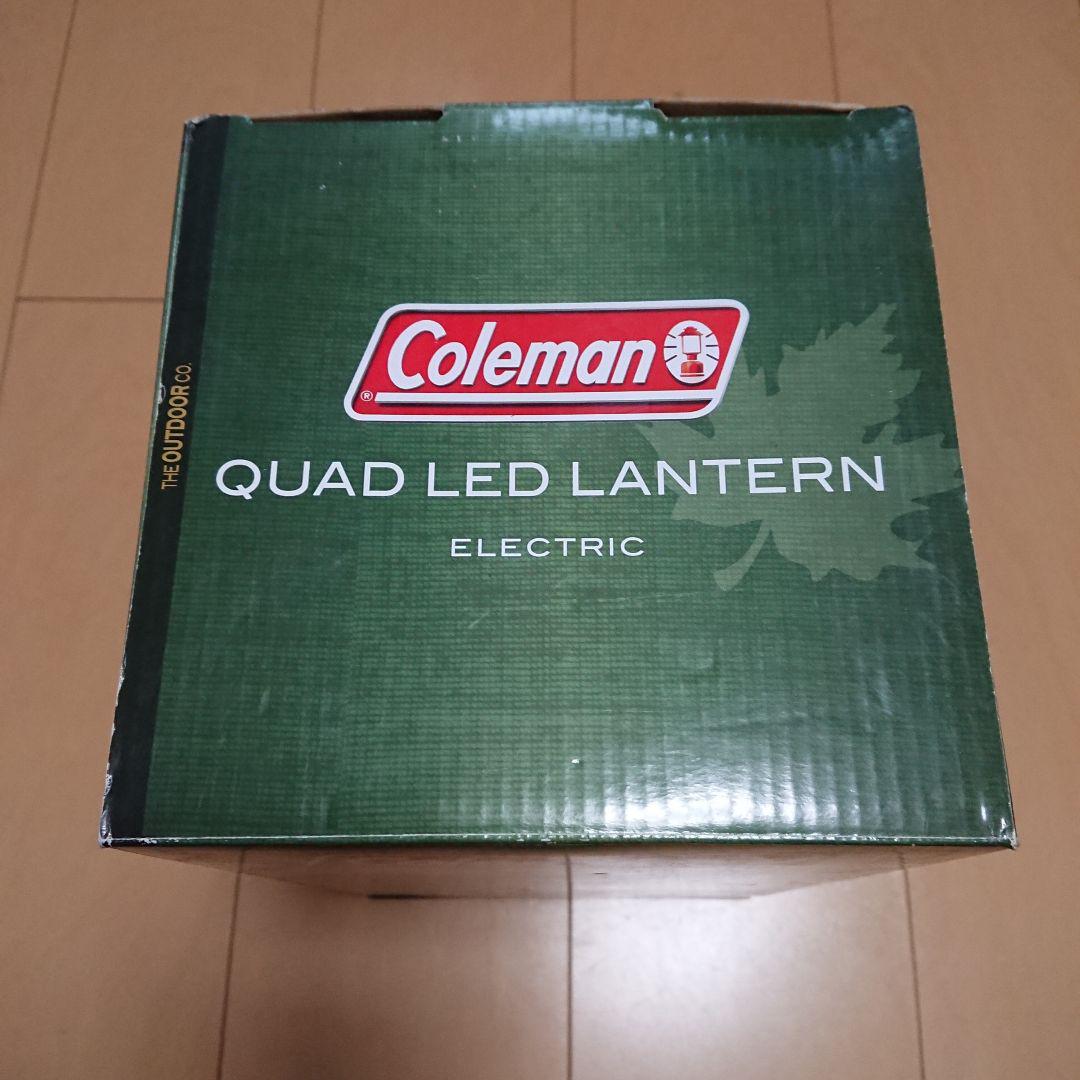 Coleman
®
QUAD LED LANTERN
ELECTRIC
THE OUTDOOR CO.